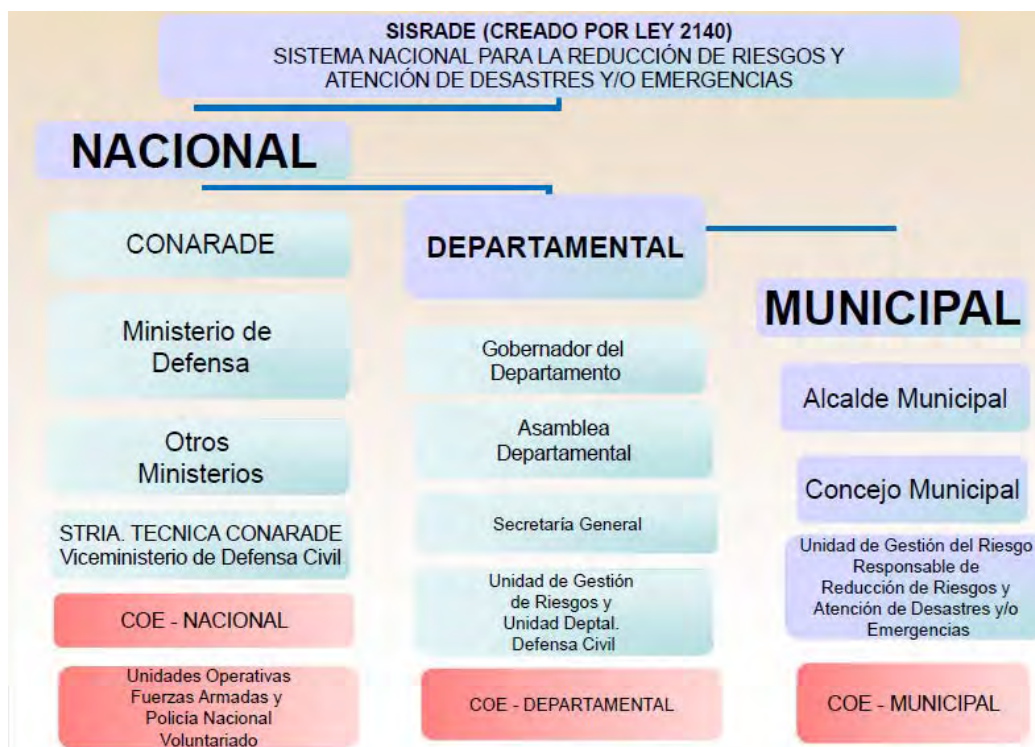 SISRADE (CREADO POR LEY 2140)
SISTEMA NACIONAL PARA LA REDUCCIÓN DE RIESGOS Y
ATENCIÓN DE DESASTRES Y/O EMERGENCIAS
NACIONAL
CONARADE
Ministerio de
Defensa
Otros
Ministerios
STRIA. TECNICA CONARADE
Viceministerio de Defensa Civil
COE - NACIONAL
Unidades Operativas
Fuerzas Armadas y
Policía Nacional
Voluntariado
DEPARTAMENTAL
Gobernador del
Departamento
Asamblea
Departamental
Secretaría General
Unidad de Gestión
de Riesgos y
Unidad Deptal.
Defensa Civil
COE - DEPARTAMENTAL
MUNICIPAL
Alcalde Municipal
Concejo Municipal
Unidad de Gestión del Riesgo
Responsable de
Reducción de Riesgos y
Atención de Desastres y/o
Emergencias
COE - MUNICIPAL